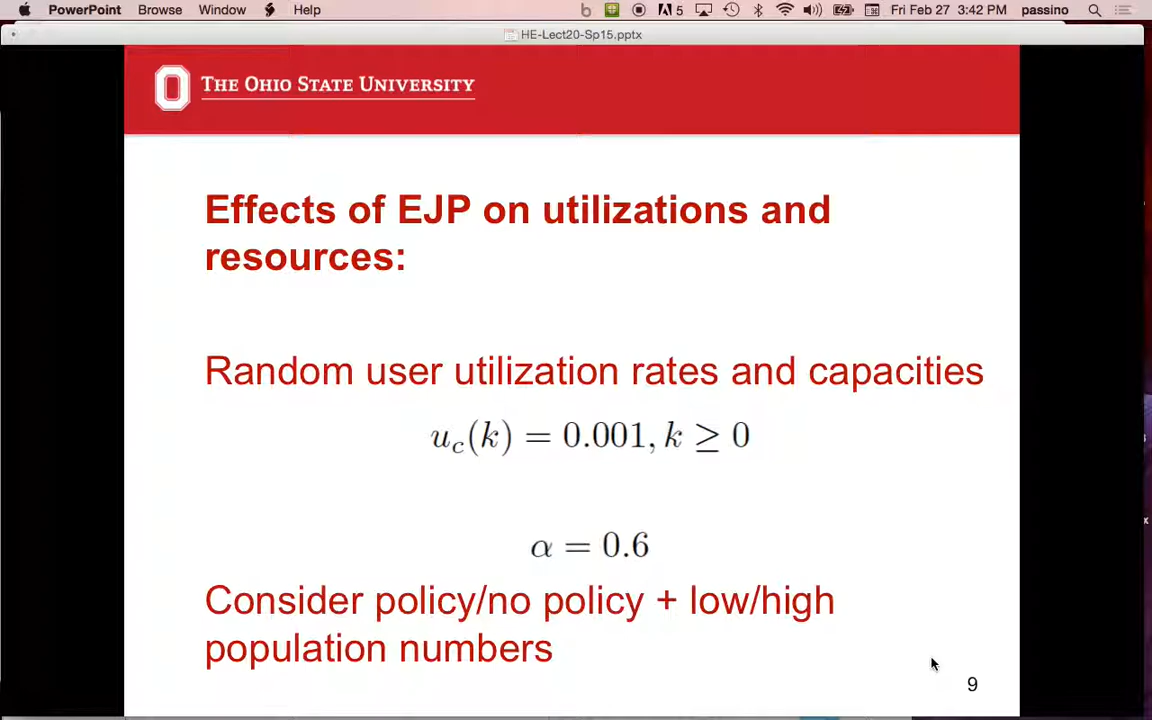 PowerPoint Browse Window Help 5 Fri Feb 27 3:42 PM passino
HE-Lect20-Sp15.pptx
O THE OHIO STATE UNIVERSITY
Effects of EJP on utilizations and
resources:
Random user utilization rates and capacities
u_c(k) = 0.001, k ≥ 0
α = 0.6
Consider policy/no policy + low/high
population numbers
9